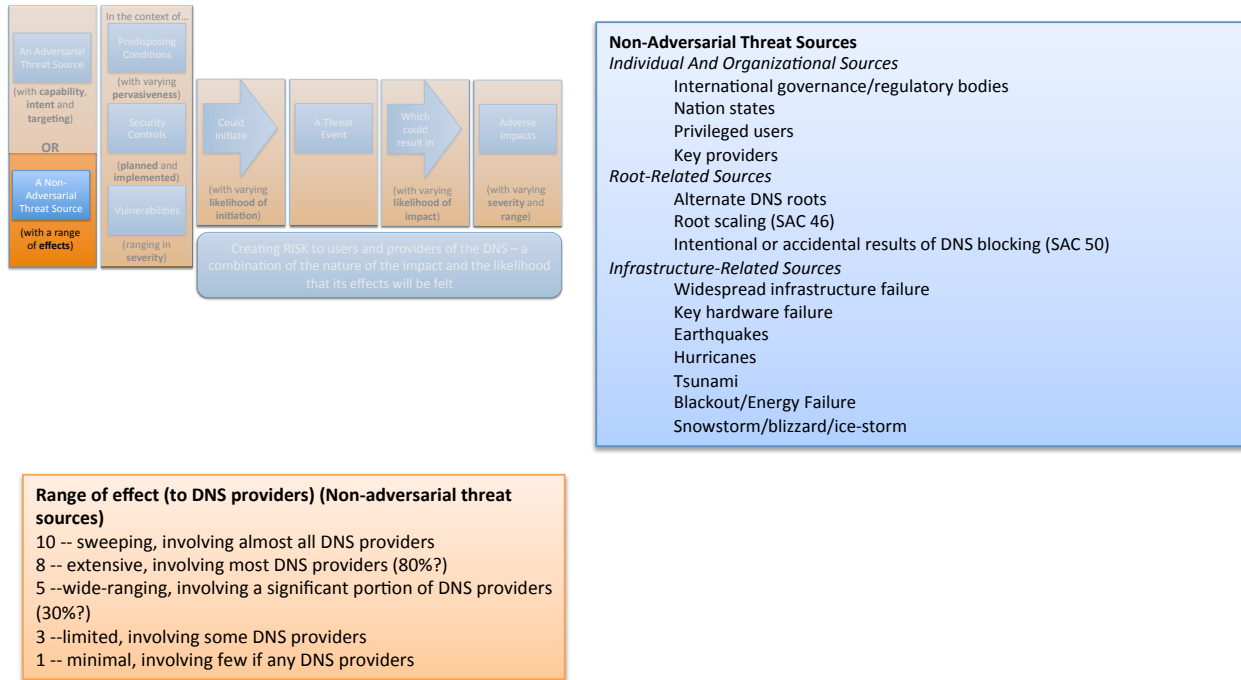 An Adversarial
Threat Source
(with capability,
intent and
targeting)
OR
A Non-
Adversarial
Threat Source
(with a range
of effects)
In the context of...
Predisposing
Conditions
(with varying
pervasiveness)
Security
Controls
(planned and
implemented)
Vulnerabilities
(ranging in
severity)
Could
Initiate
(with varying
likelihood of
initiation)
A Threat
Event
Which
could
result in
(with varying
likelihood of
impact)
Adverse
Impacts
(with varying
severity and
range)
Creating RISK to users and providers of the DNS – a
combination of the nature of the impact and the likelihood
that its effects will be felt
Non-Adversarial Threat Sources
Individual And Organizational Sources
International governance/regulatory bodies
Nation states
Privileged users
Key providers
Root-Related Sources
Alternate DNS roots
Root scaling (SAC 46)
Intentional or accidental results of DNS blocking (SAC 50)
Infrastructure-Related Sources
Widespread infrastructure failure
Key hardware failure
Earthquakes
Hurricanes
Tsunami
Blackout/Energy Failure
Snowstorm/blizzard/ice-storm
Range of effect (to DNS providers) (Non-adversarial threat
sources)
10 -- sweeping, involving almost all DNS providers
8 -- extensive, involving most DNS providers (80%?)
5 --wide-ranging, involving a significant portion of DNS providers
(30%?)
3 --limited, involving some DNS providers
1 -- minimal, involving few if any DNS providers